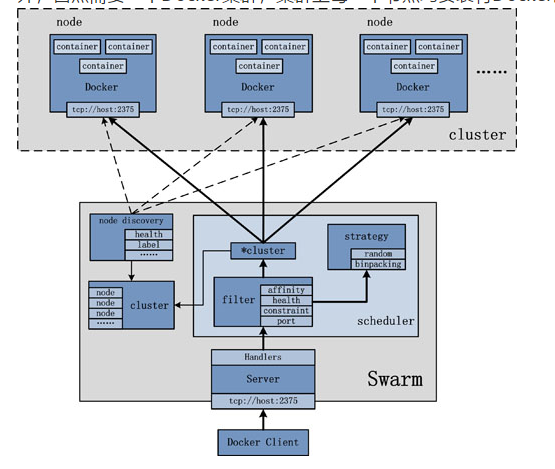 node node node
container container container container container container
container container container
Docker Docker Docker ······
tcp://host:2375 tcp://host:2375 tcp://host:2375
cluster
node discovery
health
label
······
*cluster
strategy
random
binpacking
node
node
node
······
cluster
filter
affinity
health
constraint
port
scheduler
Handlers
Server
tcp://host:2375
Swarm
Docker Client